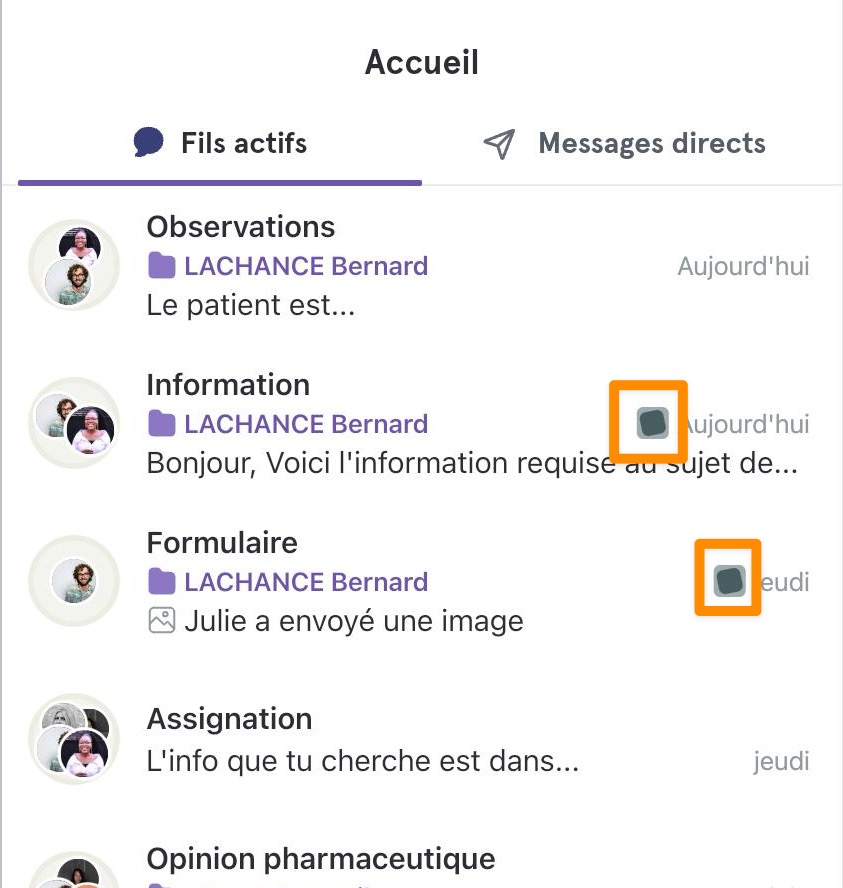 Accueil
Fils actifs
Messages directs
Observations
LACHANCE Bernard
Aujourd'hui
Le patient est...
Information
LACHANCE Bernard
Aujourd'hui
Bonjour, Voici l'information requise au sujet de...
Formulaire
LACHANCE Bernard
jeudi
Julie a envoyé une image
Assignation
L'info que tu cherche est dans...
jeudi
Opinion pharmaceutique